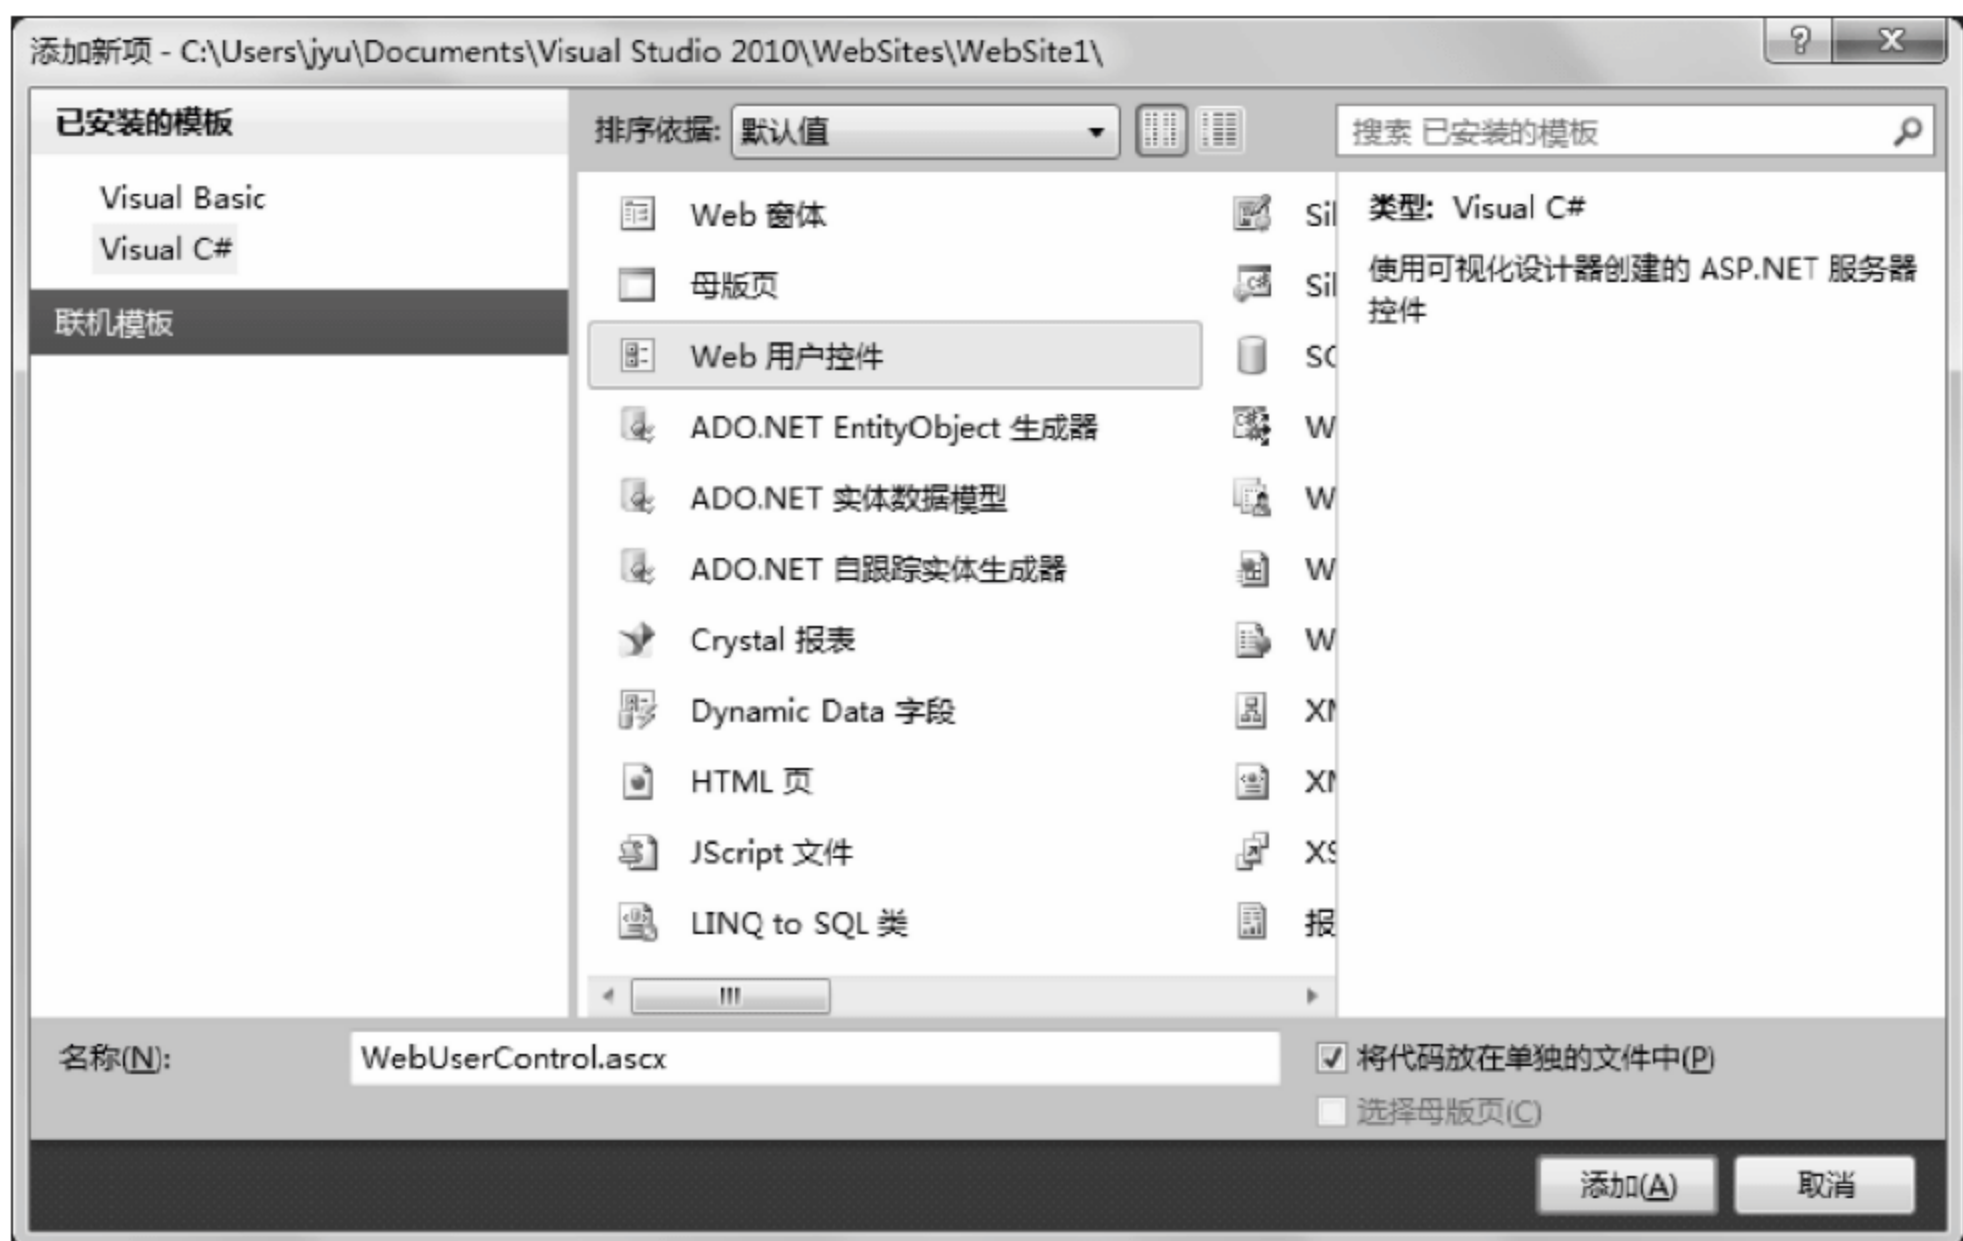 添加新项 - C:\Users\jyu\Documents\Visual Studio 2010\WebSites\WebSite1\
已安装的模板
Visual Basic
Visual C#
联机模板
排序依据: 默认值
搜索 已安装的模板
Web 窗体
母版页
Web 用户控件
ADO.NET EntityObject 生成器
ADO.NET 实体数据模型
ADO.NET 自跟踪实体生成器
Crystal 报表
Dynamic Data 字段
HTML 页
JScript 文件
LINQ to SQL 类
Sil
Sil
W
W
W
W
报
类型: Visual C#
使用可视化设计器创建的 ASP.NET 服务器
控件
名称(N):
WebUserControl.ascx
将代码放在单独的文件中(P)
选择母版页(C)
添加(A)
取消